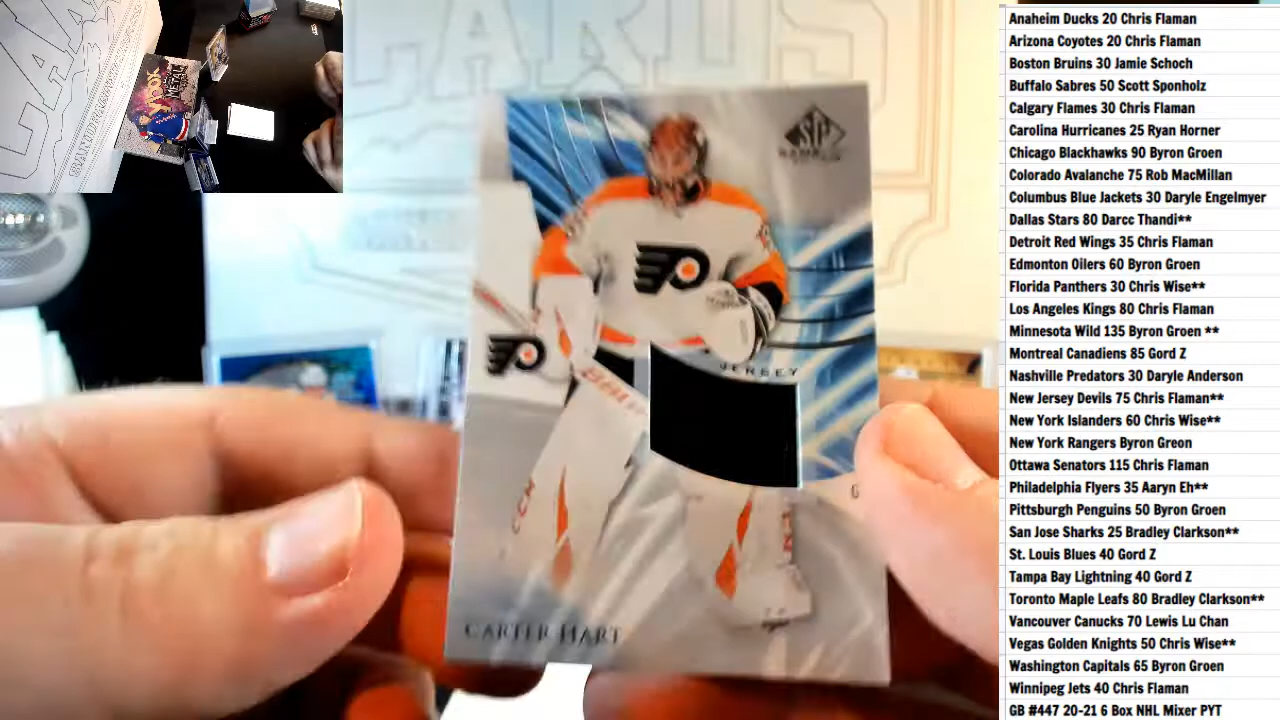 SP
JERSEY
CARTER HART
CCM
G
METAL
Anaheim Ducks 20 Chris Flaman
Arizona Coyotes 20 Chris Flaman
Boston Bruins 30 Jamie Schoch
Buffalo Sabres 50 Scott Sponholz
Calgary Flames 30 Chris Flaman
Carolina Hurricanes 25 Ryan Horner
Chicago Blackhawks 90 Byron Groen
Colorado Avalanche 75 Rob MacMillan
Columbus Blue Jackets 30 Daryle Engelmyer
Dallas Stars 80 Darcc Thandi**
Detroit Red Wings 35 Chris Flaman
Edmonton Oilers 60 Byron Groen
Florida Panthers 30 Chris Wise**
Los Angeles Kings 80 Chris Flaman
Minnesota Wild 135 Byron Groen **
Montreal Canadiens 85 Gord Z
Nashville Predators 30 Daryle Anderson
New Jersey Devils 75 Chris Flaman**
New York Islanders 60 Chris Wise**
New York Rangers Byron Greon
Ottawa Senators 115 Chris Flaman
Philadelphia Flyers 35 Aaryn Eh**
Pittsburgh Penguins 50 Byron Groen
San Jose Sharks 25 Bradley Clarkson**
St. Louis Blues 40 Gord Z
Tampa Bay Lightning 40 Gord Z
Toronto Maple Leafs 80 Bradley Clarkson**
Vancouver Canucks 70 Lewis Lu Chan
Vegas Golden Knights 50 Chris Wise**
Washington Capitals 65 Byron Groen
Winnipeg Jets 40 Chris Flaman
GB #447 20-21 6 Box NHL Mixer PYT